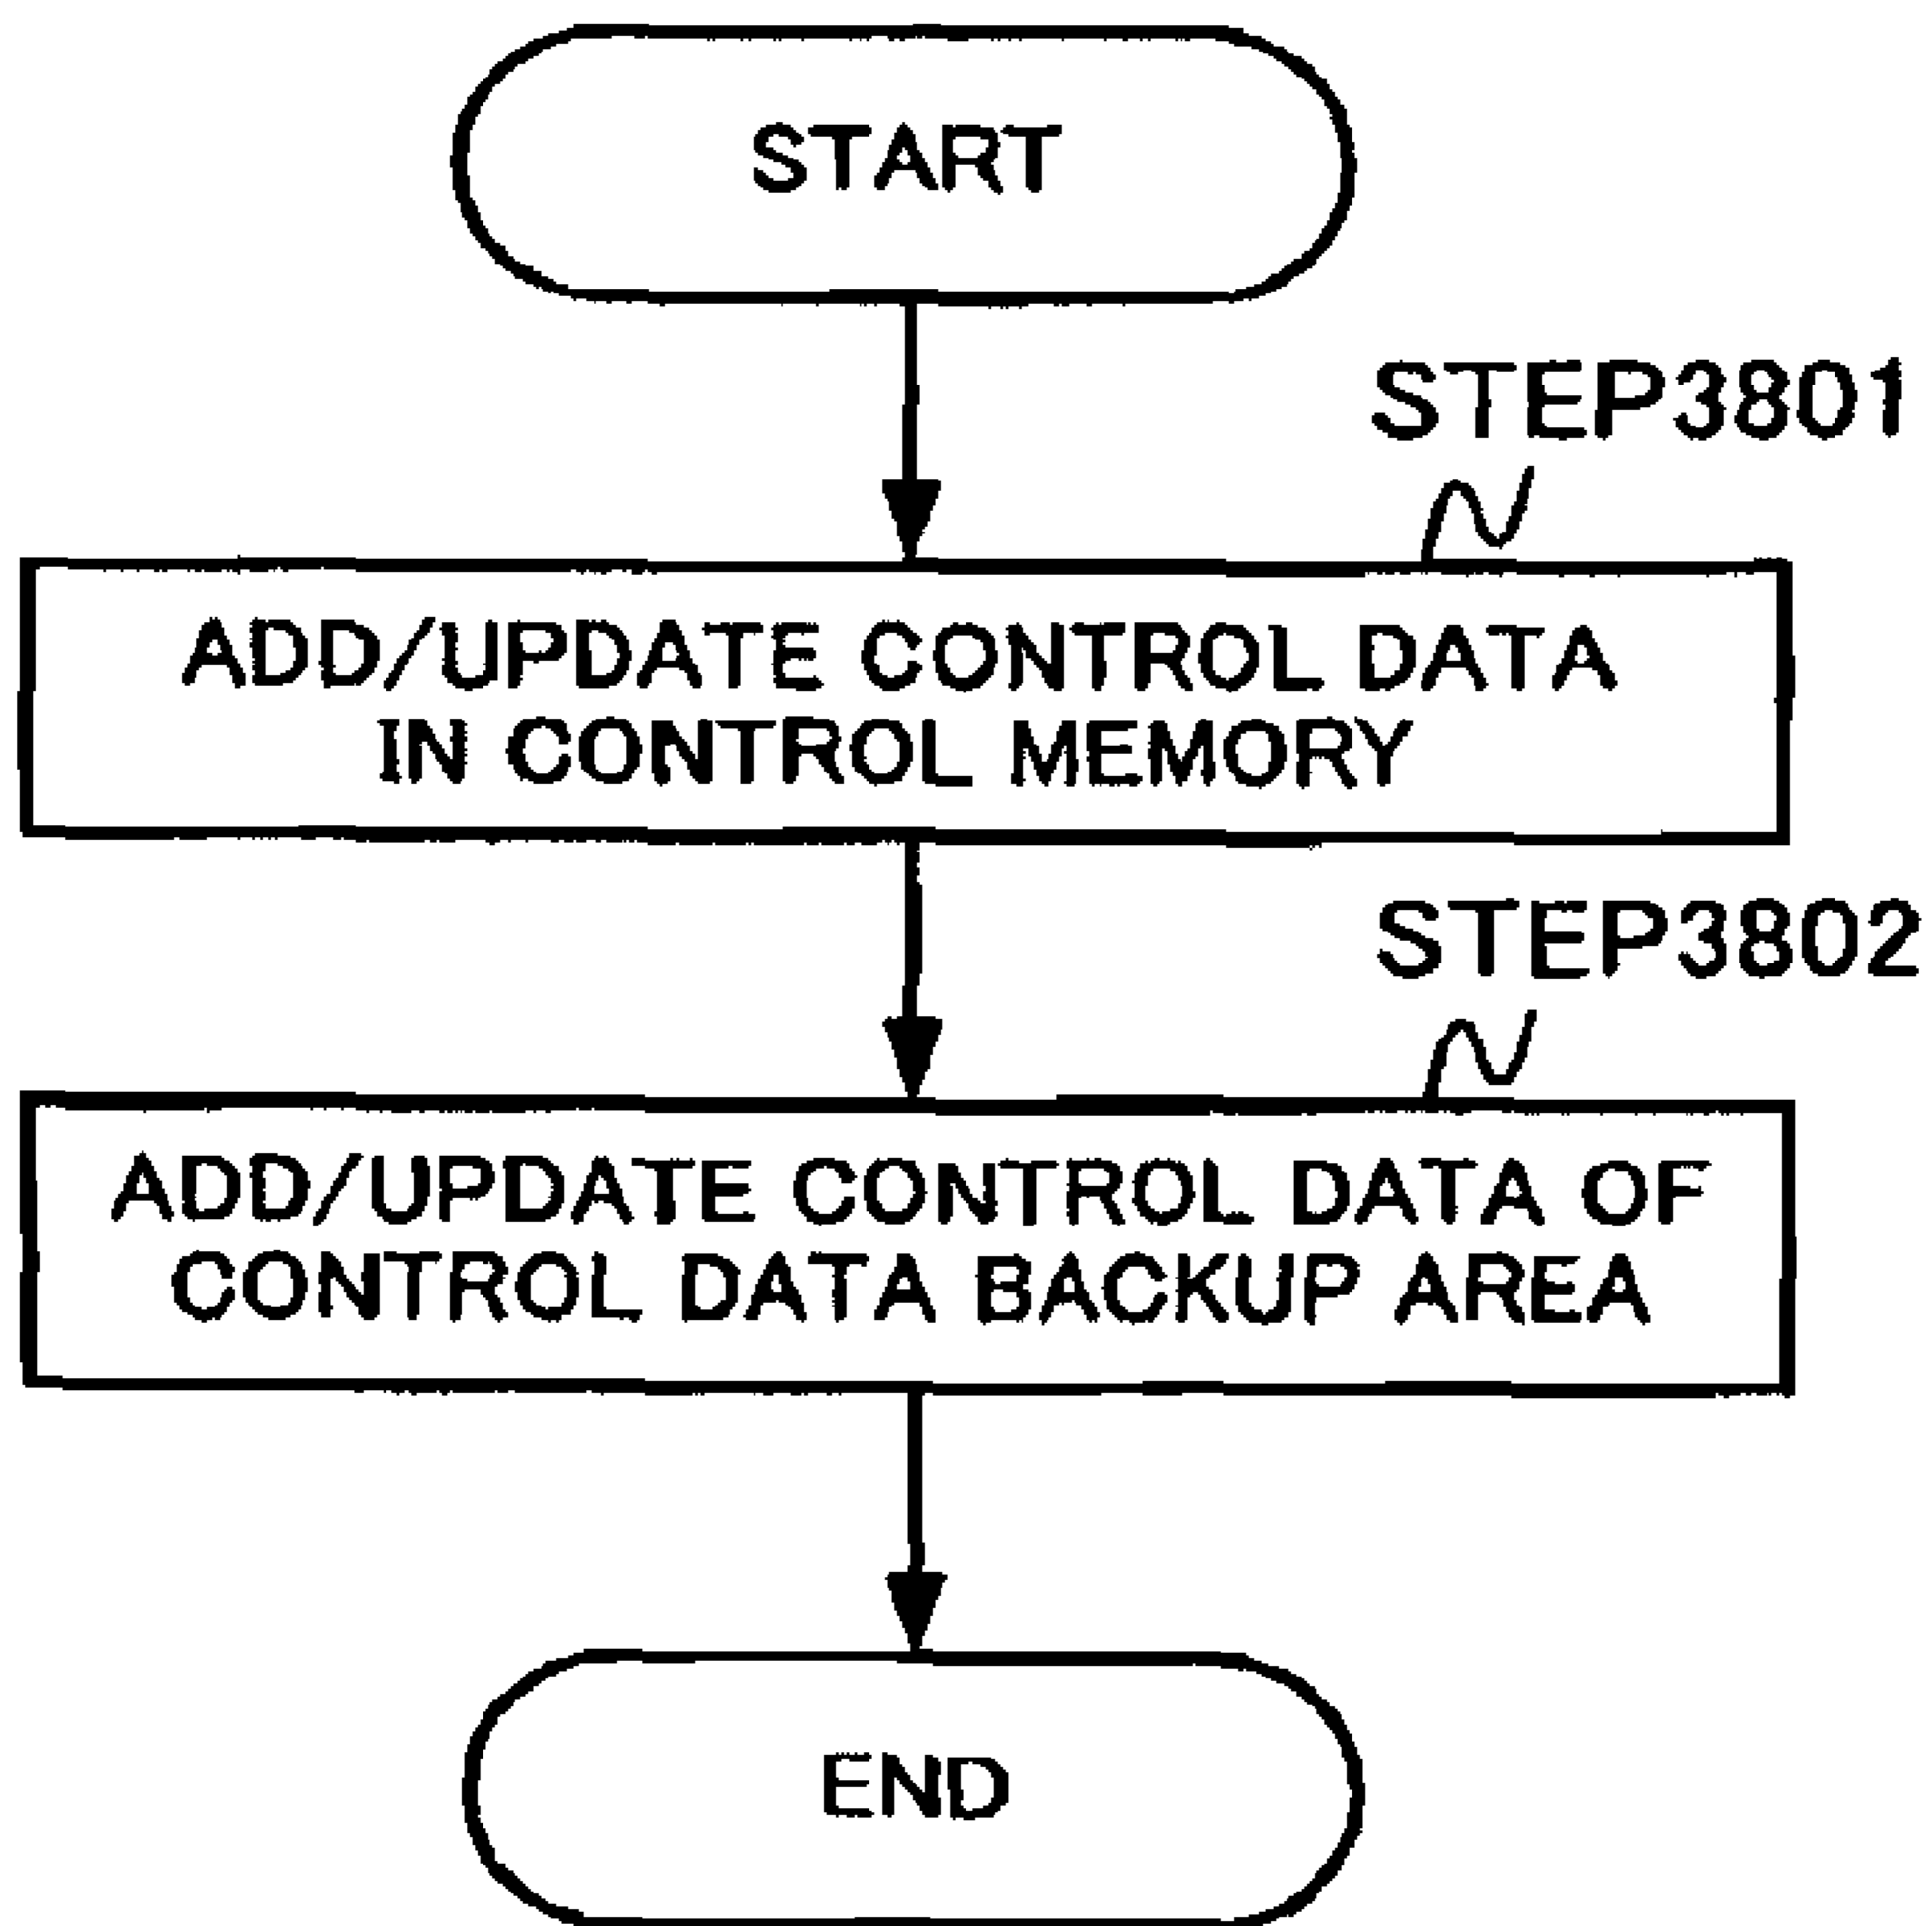 START
STEP3801
ADD/UPDATE CONTROL DATA
IN CONTROL MEMORY
STEP3802
ADD/UPDATE CONTROL DATA OF
CONTROL DATA BACKUP AREA
END